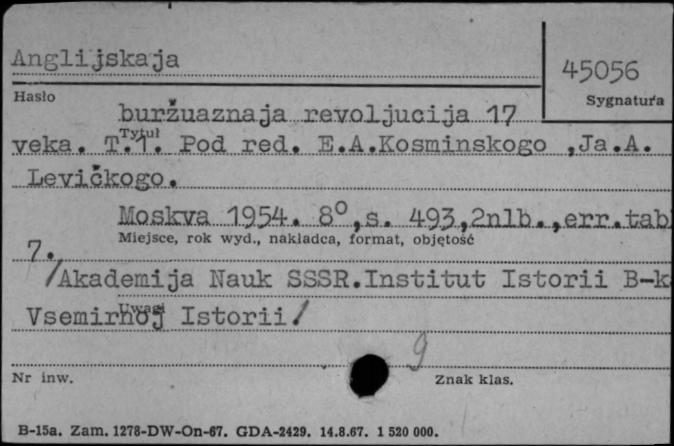 Anglijskaja
45056
Hasło
Sygnatura
buržuaznaja revoljucija 17
Tytuł
veka. T.1. Pod red. E.A.Kosminskogo ,Ja.A.
Levičkogo.
Moskva 1954. 8°,s. 493,2nlb.,err.tab
Miejsce, rok wyd., nakładca, format, objętość
7.
/Akademija Nauk SSSR.Institut Istorii B-k
Uwagi
Vsemirnoj Istorii/
9
Nr inw.
Znak klas.
B-15a. Zam. 1278-DW-On-67. GDA-2429. 14.8.67. 1 520 000.